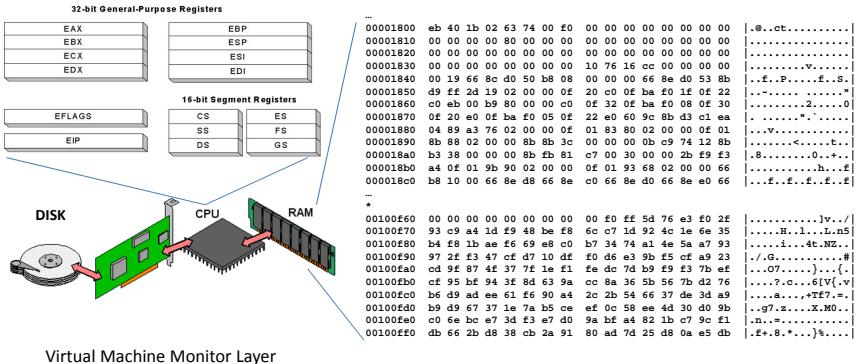 32-bit General-Purpose Registers
EAX EBP
EBX ESP
ECX ESI
EDX EDI
16-bit Segment Registers
EFLAGS CS ES
SS FS
EIP DS GS
DISK CPU RAM
Virtual Machine Monitor Layer
…
00001800 eb 40 1b 02 63 74 00 f0 00 00 00 00 00 00 00 00 |.@..ct..........|
00001810 00 00 00 00 80 00 00 00 00 00 00 00 00 00 00 00 |................|
00001820 00 00 00 00 00 00 00 00 00 00 00 00 00 00 00 00 |................|
00001830 00 00 00 00 00 00 00 00 10 76 16 cc 00 00 00 00 |.........v......|
00001840 00 19 66 8c d0 50 b8 08 00 00 00 66 8e d0 53 8b |..f..P.....f..S.|
00001850 d9 ff 2d 19 02 00 00 0f 20 c0 0f ba f0 1f 0f 22 |..-..... ......"|
00001860 c0 eb 00 b9 80 00 00 c0 0f 32 0f ba f0 08 0f 30 |.........2.....0|
00001870 0f 20 e0 0f ba f0 05 0f 22 e0 60 9c 8b d3 c1 ea |. ......".`.....|
00001880 04 89 a3 76 02 00 00 0f 01 83 80 02 00 00 0f 01 |...v............|
00001890 8b 88 02 00 00 8b 8b 3c 00 00 00 0b c9 74 12 8b |.......<.....t..|
000018a0 b3 38 00 00 00 8b fb 81 c7 00 30 00 00 2b f9 f3 |.8........0..+..|
000018b0 a4 0f 01 9b 90 02 00 00 0f 01 93 68 02 00 00 66 |...........h...f|
000018c0 b8 10 00 66 8e d8 66 8e c0 66 8e d0 66 8e e0 66 |...f..f..f..f..f|
…
*
00100f60 00 00 00 00 00 00 00 00 00 f0 ff 5d 76 e3 f0 2f |...........]v../|
00100f70 93 c9 a4 1d f9 48 be f8 6c c7 1d 92 4c 1e 6e 35 |.....H..l...L.n5|
00100f80 b4 f8 1b ae f6 69 e8 c0 b7 34 74 a1 4e 5a a7 93 |.....i...4t.NZ..|
00100f90 97 2f f3 47 cf d7 10 df f0 d6 e3 9b f5 cf a9 23 |./.G...........#|
00100fa0 cd 9f 87 4f 37 7f 1e f1 fe dc 7d b9 f9 f3 7b ef |...O7.....}...{.|
00100fb0 cf 95 bf 94 3f 8d 63 9a cc 8a 36 5b 56 7b d2 76 |....?.c...6[V{.v|
00100fc0 b6 d9 ad ee 61 f6 90 a4 2c 2b 54 66 37 de 3d a9 |....a...,+Tf7.=.|
00100fd0 b9 d9 67 37 1e 7a b5 ce ef 0c 58 ee 4d 30 d0 9b |..g7.z....X.M0..|
00100fe0 c0 6e bc e7 3d f3 e7 d0 9a bf a4 82 1b c7 9c f1 |.n..=...........|
00100ff0 db 66 2b d8 38 cb 2a 91 80 ad 7d 25 d8 0a e5 db |.f+.8.*...}%....|